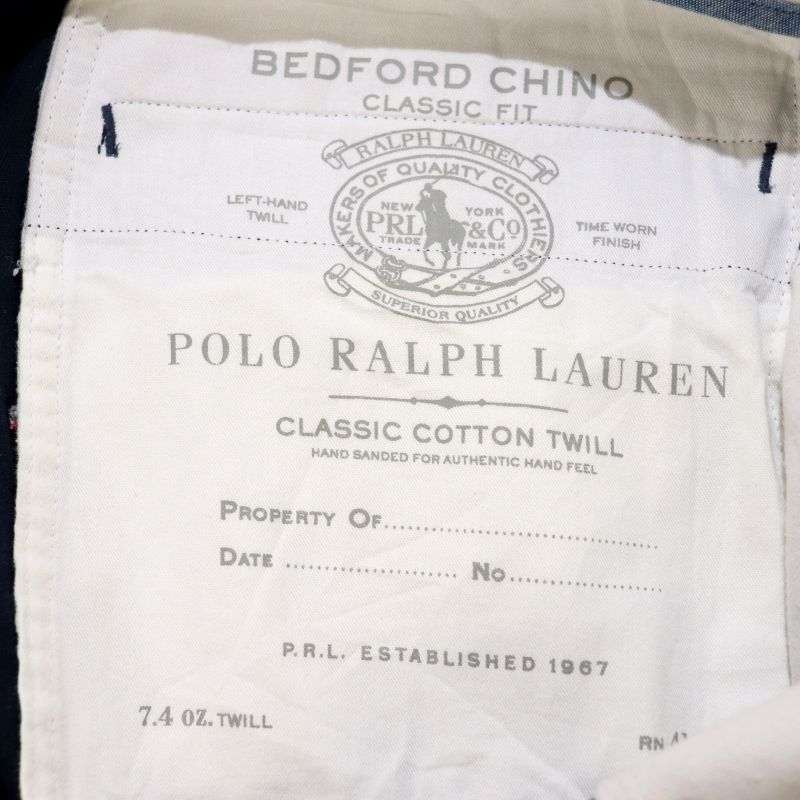 BEDFORD CHINO
CLASSIC FIT
RALPH LAUREN
MAKERS OF QUALITY CLOTHIERS
LEFT-HAND
TWILL
NEW YORK
PRL &Co
TRADE MARK
TIME WORN
FINISH
SUPERIOR QUALITY
POLO RALPH LAUREN
CLASSIC COTTON TWILL
HAND SANDED FOR AUTHENTIC HAND FEEL
PROPERTY OF........................................
DATE ........................ NO........................
P.R.L. ESTABLISHED 1967
7.4 OZ. TWILL
RN